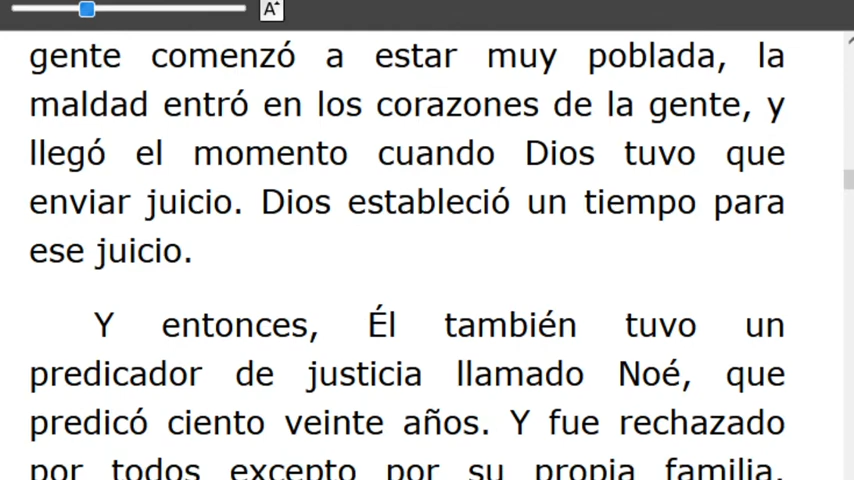 A
gente comenzó a estar muy poblada, la
maldad entró en los corazones de la gente, y
llegó el momento cuando Dios tuvo que
enviar juicio. Dios estableció un tiempo para
ese juicio.
Y entonces, Él también tuvo un
predicador de justicia llamado Noé, que
predicó ciento veinte años. Y fue rechazado
por todos excepto por su propia familia.